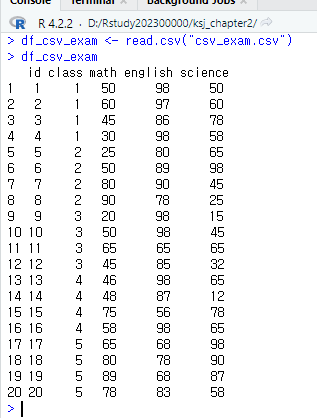 Console Terminal Background Jobs
R 4.2.2 · D:/Rstudy202300000/ksj_chapter2/
> df_csv_exam <- read.csv("csv_exam.csv")
> df_csv_exam
   id class math english science
1   1     1   50      98      50
2   2     1   60      97      60
3   3     1   45      86      78
4   4     1   30      98      58
5   5     2   25      80      65
6   6     2   50      89      98
7   7     2   80      90      45
8   8     2   90      78      25
9   9     3   20      98      15
10 10     3   50      98      45
11 11     3   65      65      65
12 12     3   45      85      32
13 13     4   46      98      65
14 14     4   48      87      12
15 15     4   75      56      78
16 16     4   58      98      65
17 17     5   65      68      98
18 18     5   80      78      90
19 19     5   89      68      87
20 20     5   78      83      58
>